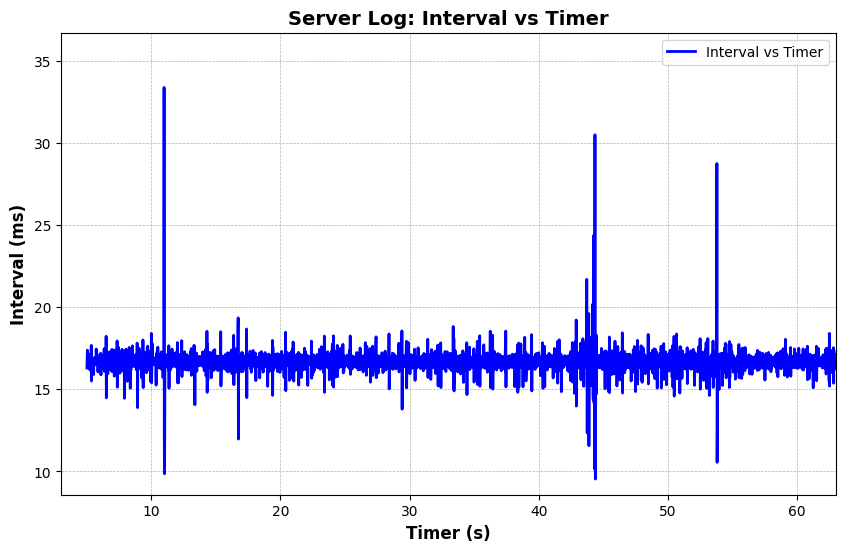 Server Log: Interval vs Timer
Interval vs Timer
35
30
25
20
15
10
Interval (ms)
10 20 30 40 50 60
Timer (s)